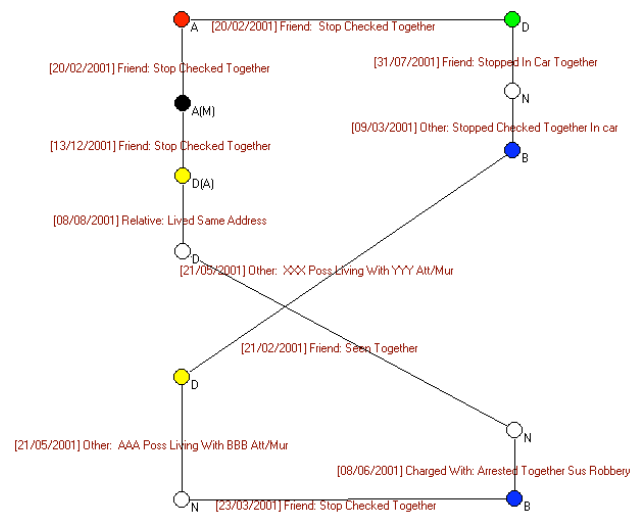 A
[20/02/2001] Friend: Stop Checked Together
D
[20/02/2001] Friend: Stop Checked Together
[31/07/2001] Friend: Stopped In Car Together
N
A(M)
[09/03/2001] Other: Stopped Checked Together In car
[13/12/2001] Friend: Stop Checked Together
B
D(A)
[08/08/2001] Relative: Lived Same Address
D
[21/05/2001] Other: XXX Poss Living With YYY Att/Mur
[21/02/2001] Friend: Seen Together
D
N
[21/05/2001] Other: AAA Poss Living With BBB Att/Mur
[08/06/2001] Charged With: Arrested Together Sus Robbery
N
[23/03/2001] Friend: Stop Checked Together
B